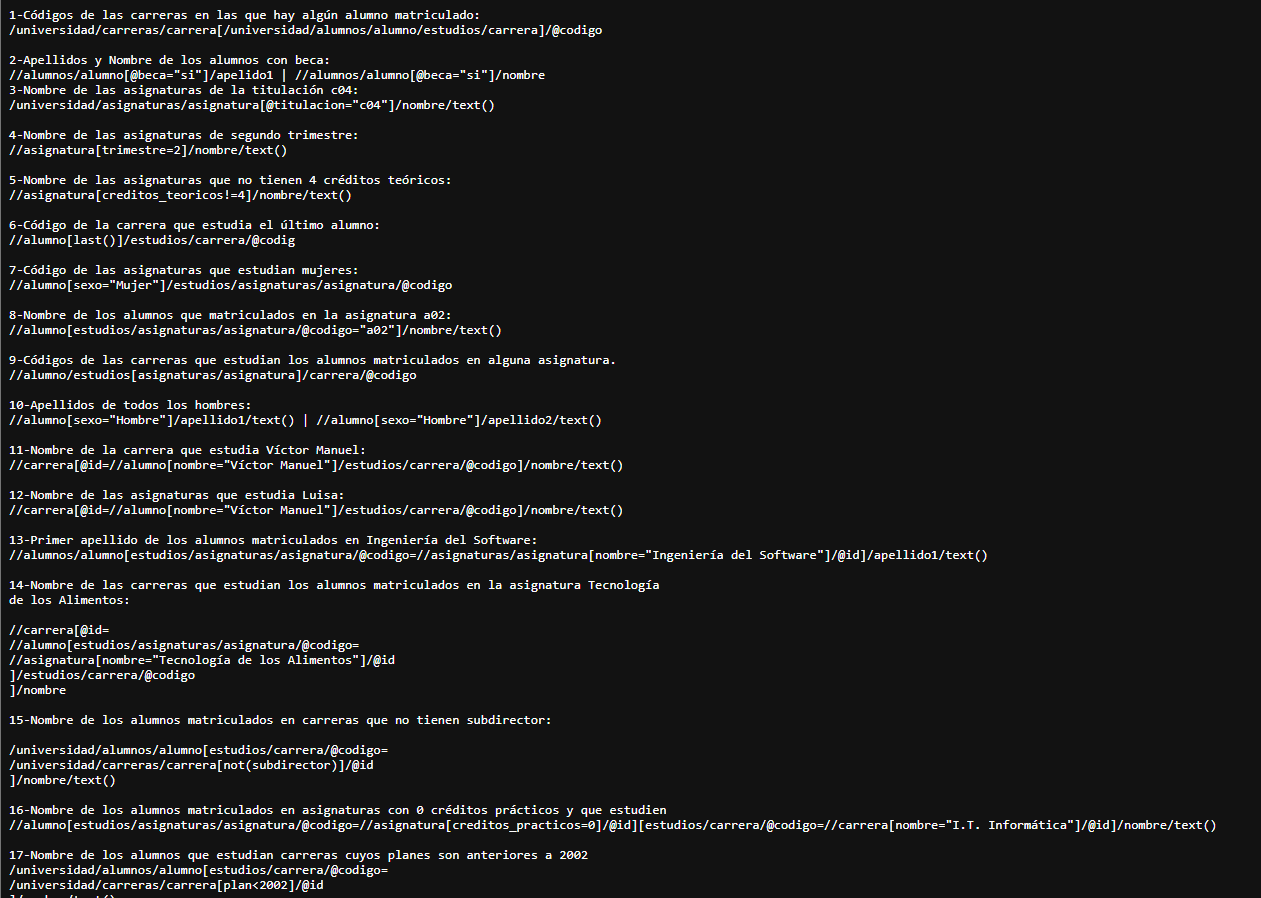 1-Códigos de las carreras en las que hay algún alumno matriculado:
/universidad/carreras/carrera[/universidad/alumnos/alumno/estudios/carrera]/@codigo
2-Apellidos y Nombre de los alumnos con beca:
//alumnos/alumno[@beca="si"]/apelido1 | //alumnos/alumno[@beca="si"]/nombre
3-Nombre de las asignaturas de la titulación c04:
/universidad/asignaturas/asignatura[@titulacion="c04"]/nombre/text()
4-Nombre de las asignaturas de segundo trimestre:
//asignatura[trimestre=2]/nombre/text()
5-Nombre de las asignaturas que no tienen 4 créditos teóricos:
//asignatura[creditos_teoricos!=4]/nombre/text()
6-Código de la carrera que estudia el último alumno:
//alumno[last()]/estudios/carrera/@codig
7-Código de las asignaturas que estudian mujeres:
//alumno[sexo="Mujer"]/estudios/asignaturas/asignatura/@codigo
8-Nombre de los alumnos que matriculados en la asignatura a02:
//alumno[estudios/asignaturas/asignatura/@codigo="a02"]/nombre/text()
9-Códigos de las carreras que estudian los alumnos matriculados en alguna asignatura.
//alumno/estudios[asignaturas/asignatura]/carrera/@codigo
10-Apellidos de todos los hombres:
//alumno[sexo="Hombre"]/apellido1/text() | //alumno[sexo="Hombre"]/apellido2/text()
11-Nombre de la carrera que estudia Víctor Manuel:
//carrera[@id=//alumno[nombre="Víctor Manuel"]/estudios/carrera/@codigo]/nombre/text()
12-Nombre de las asignaturas que estudia Luisa:
//carrera[@id=//alumno[nombre="Víctor Manuel"]/estudios/carrera/@codigo]/nombre/text()
13-Primer apellido de los alumnos matriculados en Ingeniería del Software:
//alumnos/alumno[estudios/asignaturas/asignatura/@codigo=//asignaturas/asignatura[nombre="Ingeniería del Software"]/@id]/apellido1/text()
14-Nombre de las carreras que estudian los alumnos matriculados en la asignatura Tecnología
de los Alimentos:
//carrera[@id=
//alumno[estudios/asignaturas/asignatura/@codigo=
//asignatura[nombre="Tecnología de los Alimentos"]/@id
]/estudios/carrera/@codigo
]/nombre
15-Nombre de los alumnos matriculados en carreras que no tienen subdirector:
/universidad/alumnos/alumno[estudios/carrera/@codigo=
/universidad/carreras/carrera[not(subdirector)]/@id
]/nombre/text()
16-Nombre de los alumnos matriculados en asignaturas con 0 créditos prácticos y que estudien
//alumno[estudios/asignaturas/asignatura/@codigo=//asignatura[creditos_practicos=0]/@id][estudios/carrera/@codigo=//carrera[nombre="I.T. Informática"]/@id]/nombre/text()
17-Nombre de los alumnos que estudian carreras cuyos planes son anteriores a 2002
/universidad/alumnos/alumno[estudios/carrera/@codigo=
/universidad/carreras/carrera[plan<2002]/@id